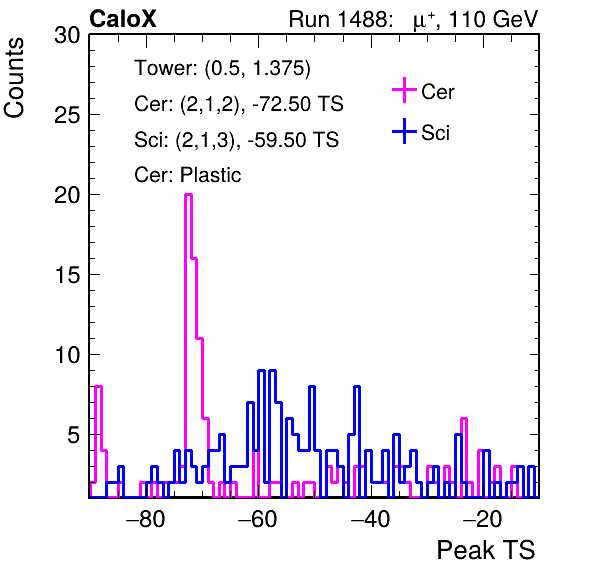 CaloX Run 1488: μ⁺, 110 GeV
Counts
30
25
20
15
10
5
Tower: (0.5, 1.375)
Cer: (2,1,2), -72.50 TS
Sci: (2,1,3), -59.50 TS
Cer: Plastic
Cer
Sci
−80 −60 −40 −20
Peak TS